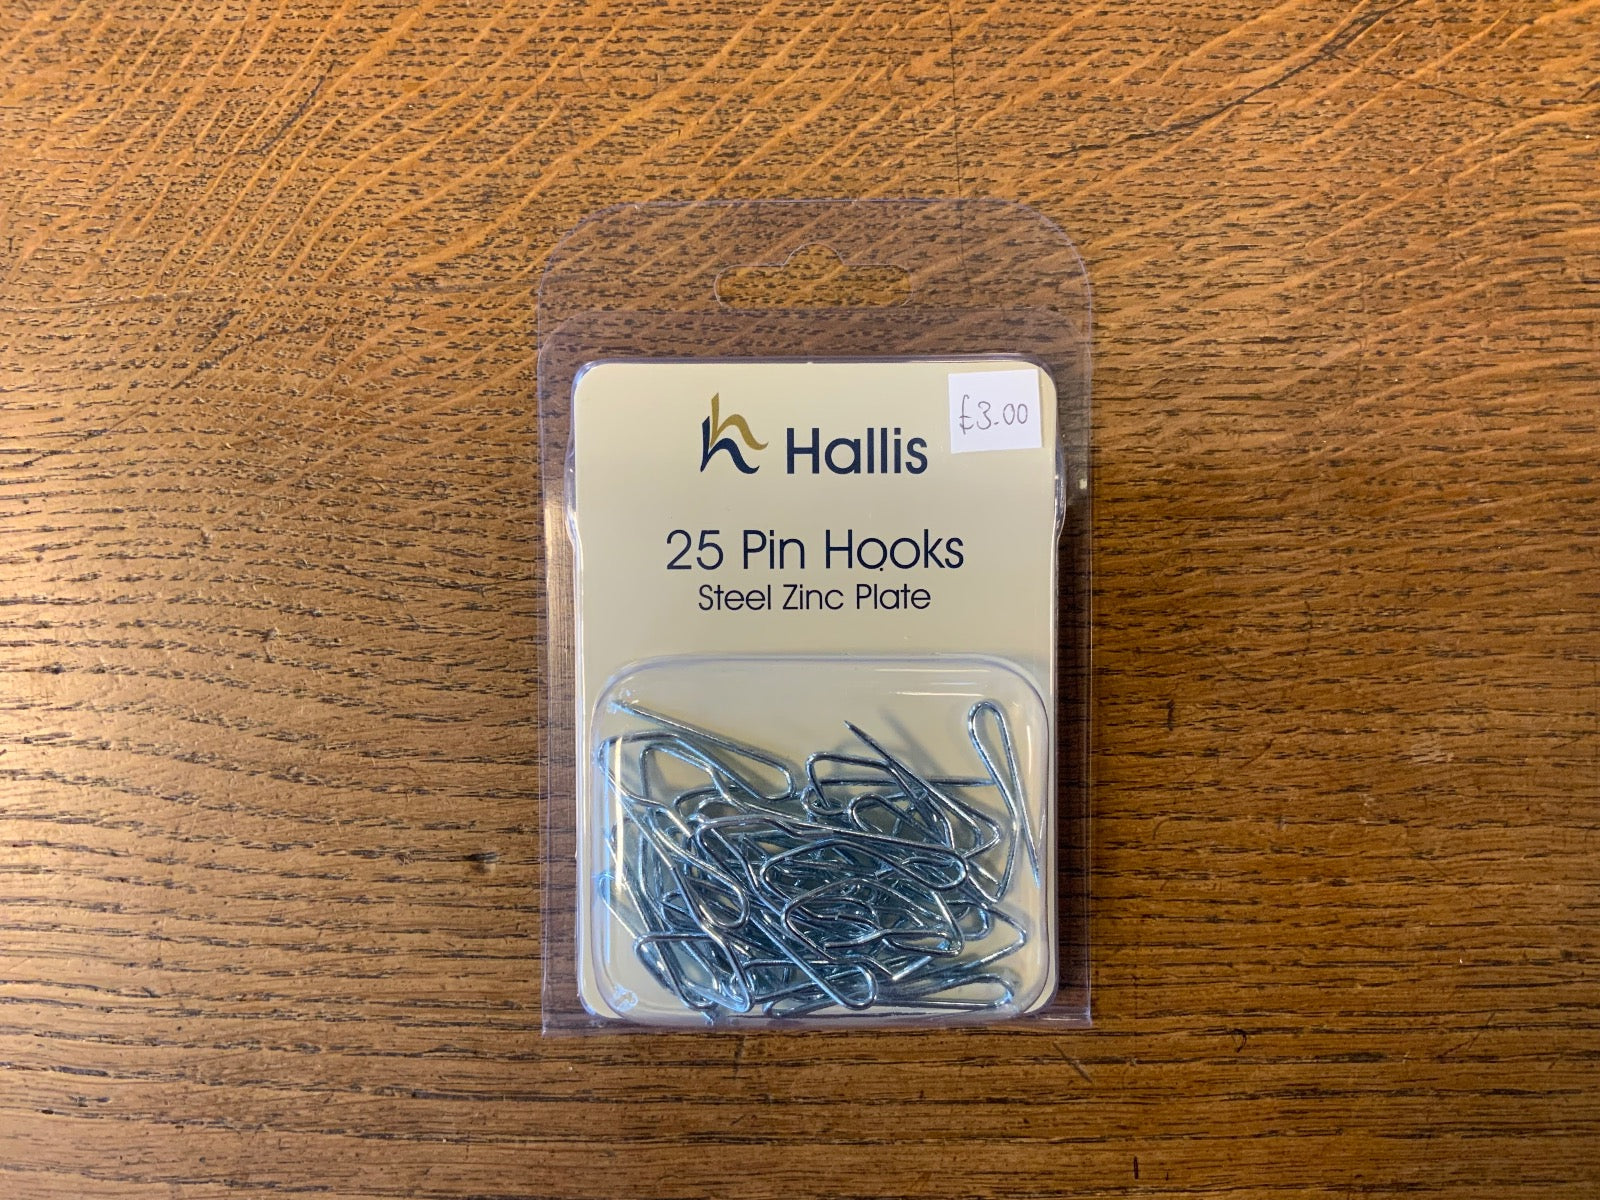 Hallis
£3.00
25 Pin Hooks
Steel Zinc Plate